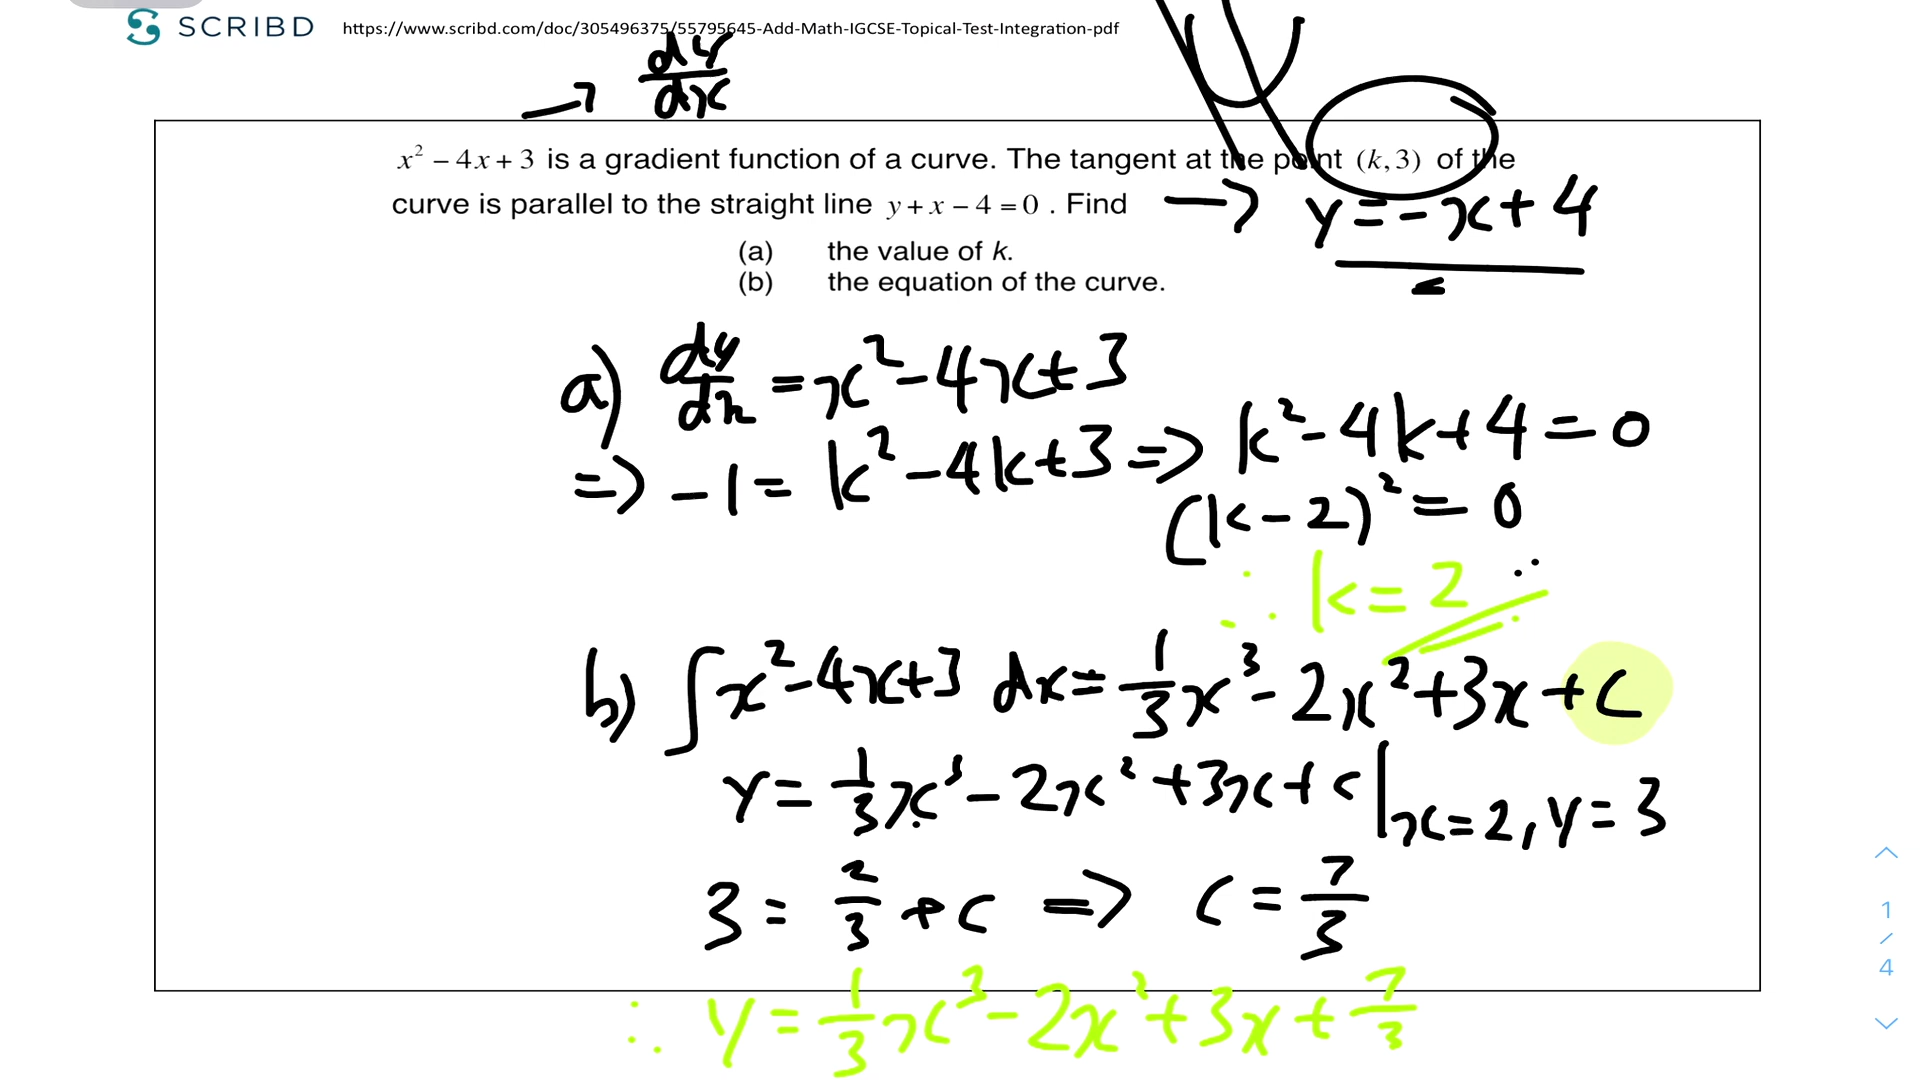 SCRIBD https://www.scribd.com/doc/305496375/55795645-Add-Math-IGCSE-Topical-Test-Integration-pdf
→ dy/dx
x² − 4x + 3 is a gradient function of a curve. The tangent at the point (k, 3) of the
curve is parallel to the straight line y + x − 4 = 0 . Find → y = -x + 4
(a) the value of k.
(b) the equation of the curve.
a) dy/dx = x² - 4x + 3
=> -1 = k² - 4k + 3 => k² - 4k + 4 = 0
(k - 2)² = 0
∴ k = 2
b) ∫ x² - 4x + 3 dx = 1/3 x³ - 2x² + 3x + c
y = 1/3 x³ - 2x² + 3x + c | x = 2, y = 3
3 = 2/3 + c => c = 7/3
∴ y = 1/3 x³ - 2x² + 3x + 7/3
1
/
4